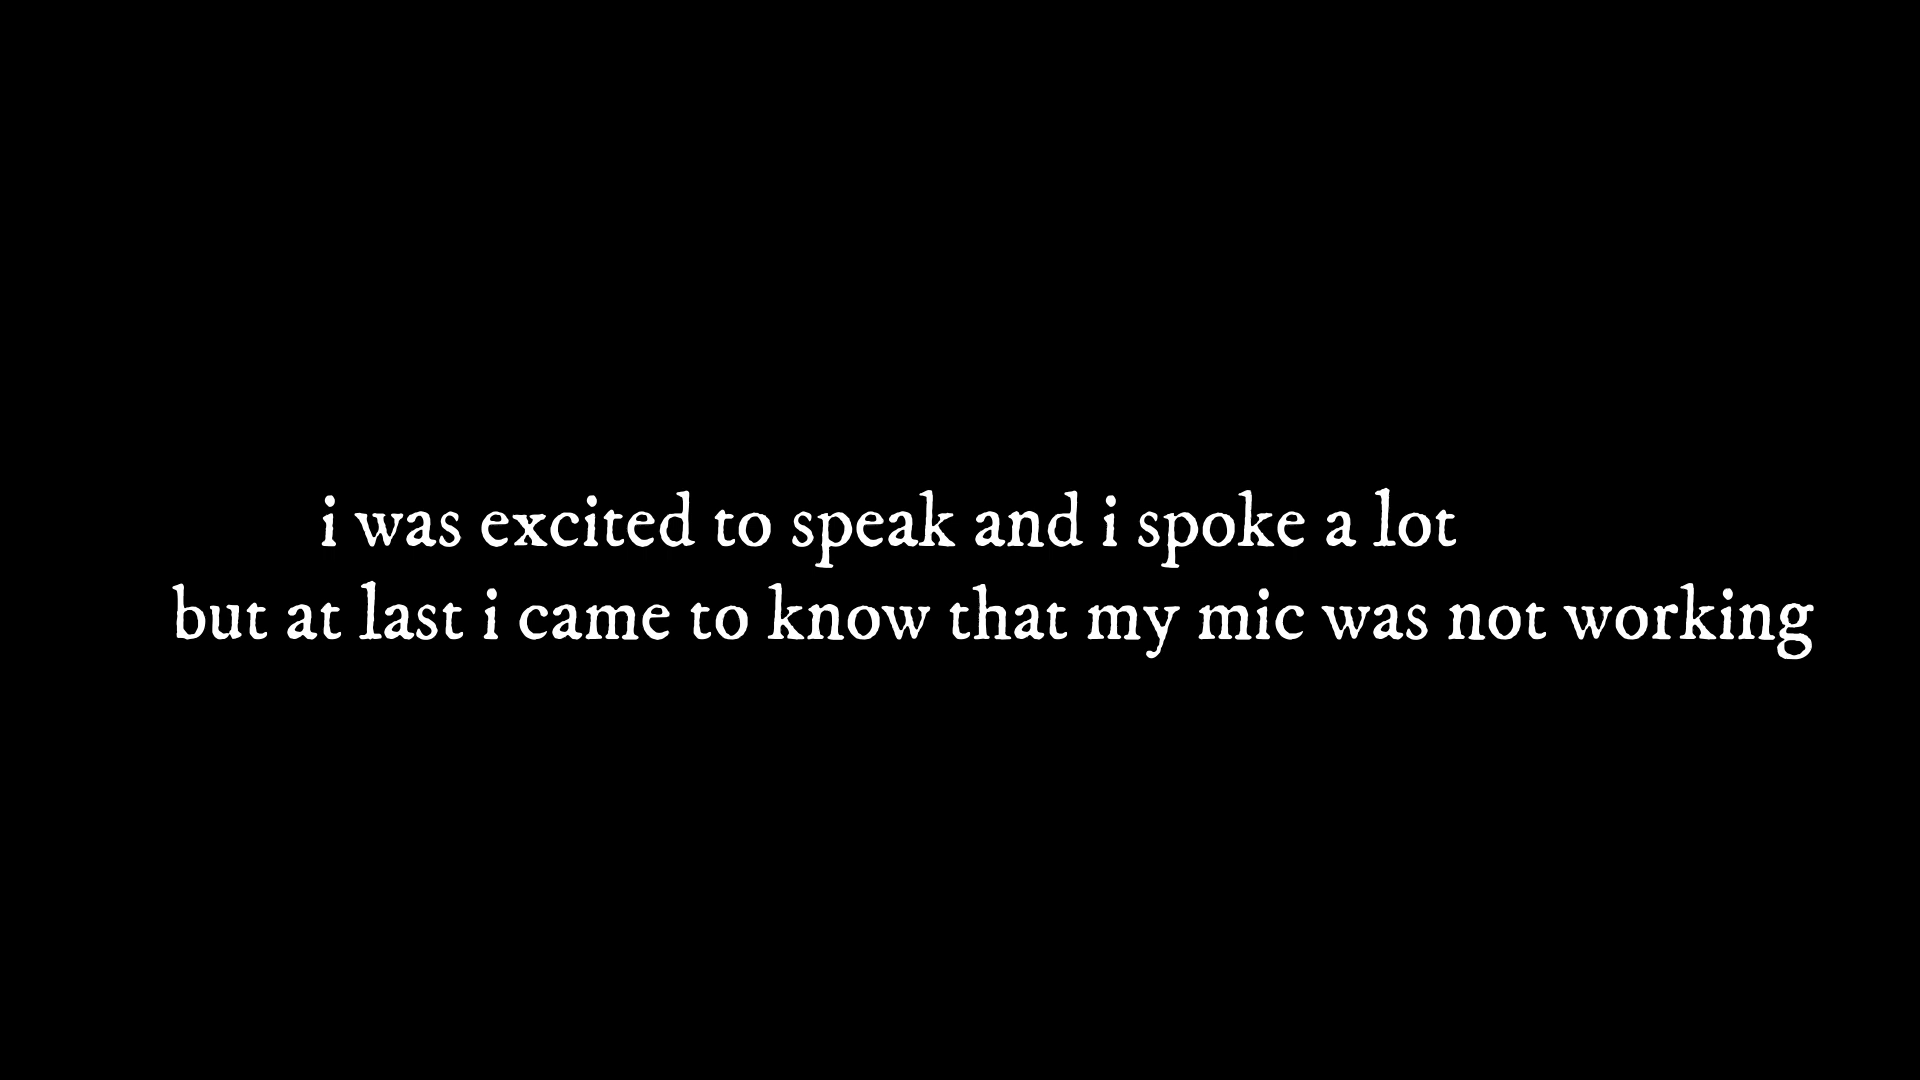 i was excited to speak and i spoke a lot
but at last i came to know that my mic was not working